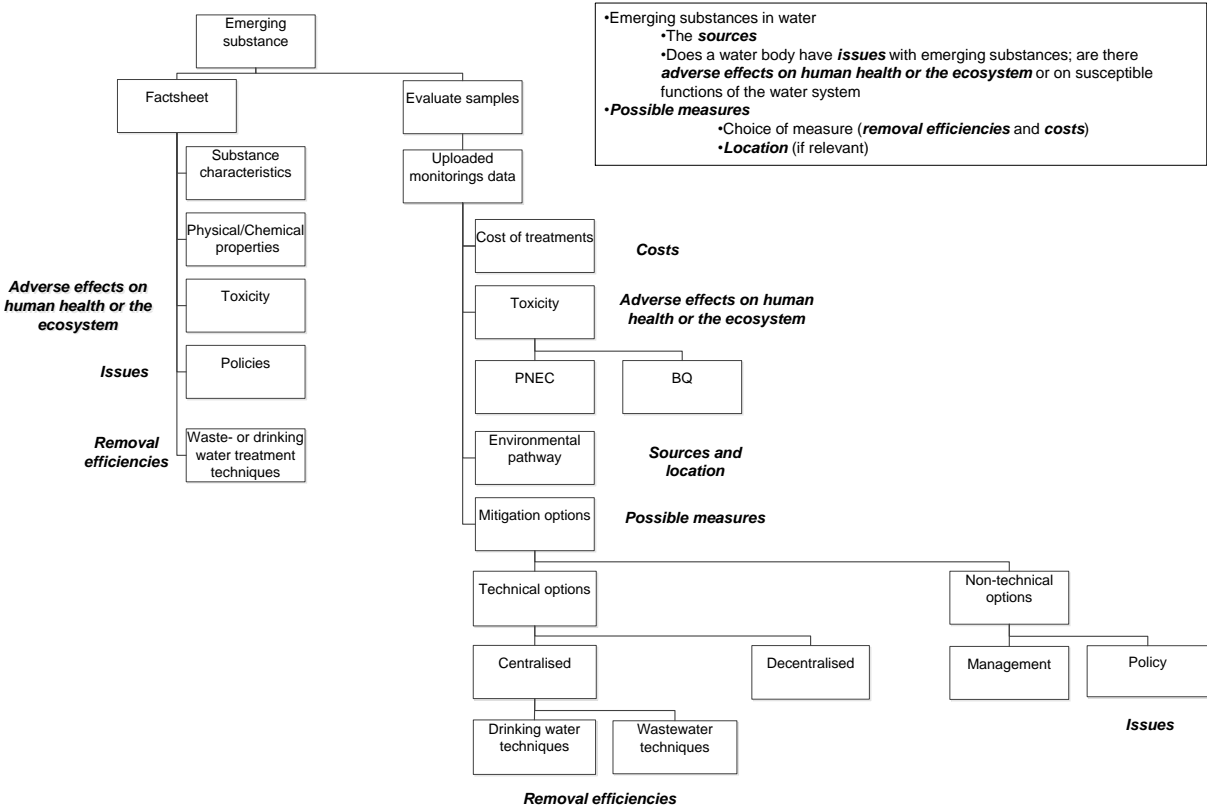 Emerging
substance
•Emerging substances in water
•The sources
•Does a water body have issues with emerging substances; are there
adverse effects on human health or the ecosystem or on susceptible
functions of the water system
•Possible measures
•Choice of measure (removal efficiencies and costs)
•Location (if relevant)
Factsheet
Evaluate samples
Substance
characteristics
Uploaded
monitorings data
Physical/Chemical
properties
Cost of treatments
Costs
Adverse effects on
human health or the
ecosystem
Toxicity
Toxicity
Adverse effects on human
health or the ecosystem
Issues
Policies
PNEC
BQ
Removal
efficiencies
Waste- or drinking
water treatment
techniques
Environmental
pathway
Sources and
location
Mitigation options
Possible measures
Technical options
Non-technical
options
Centralised
Decentralised
Management
Policy
Drinking water
techniques
Wastewater
techniques
Issues
Removal efficiencies